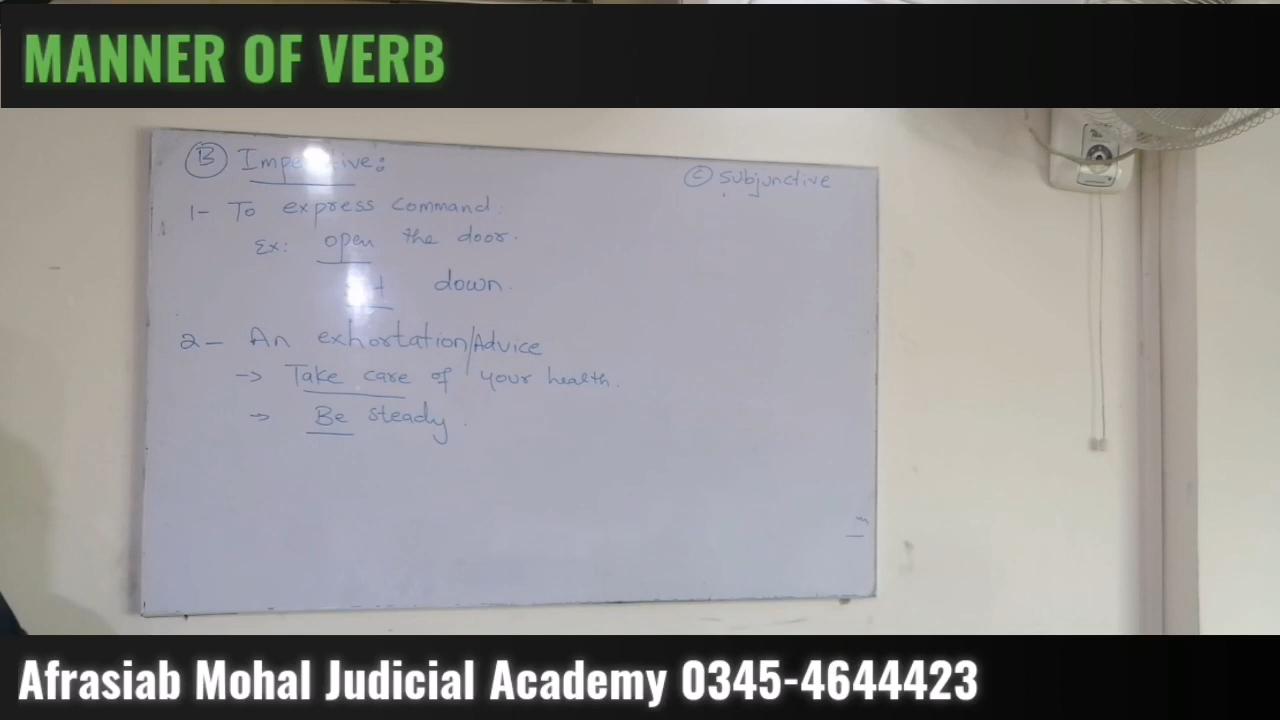 MANNER OF VERB
B Imperative:
C Subjunctive
1- To express Command.
Ex: open the door.
down.
2- An exhortation/Advice
→ Take care of your health.
→ Be steady.
Afrasiab Mohal Judicial Academy 0345-4644423